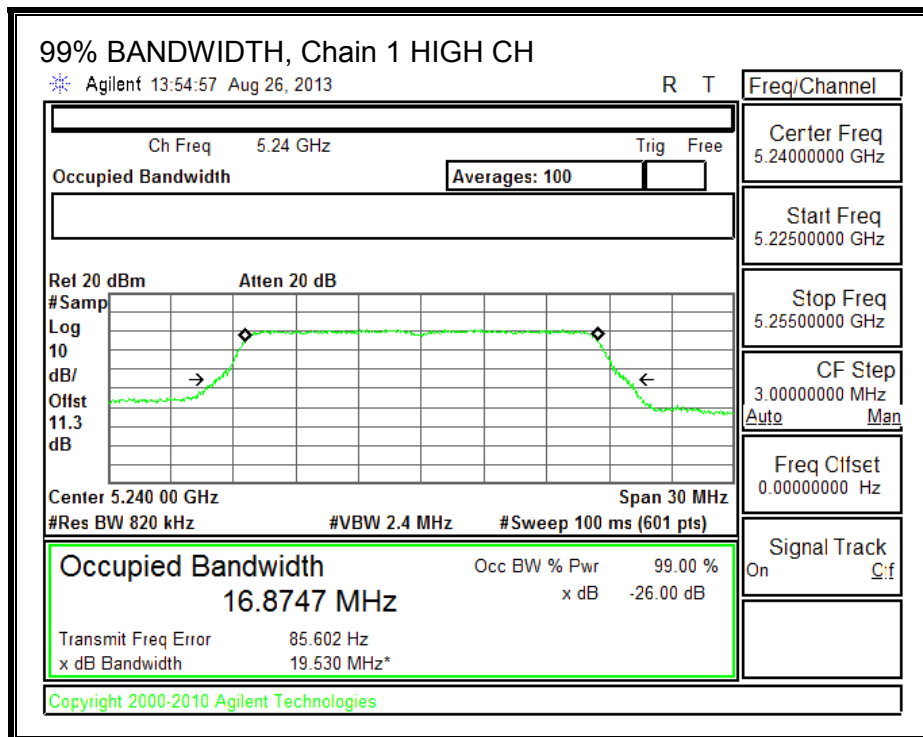 99% BANDWIDTH, Chain 1 HIGH CH
Agilent 13:54:57 Aug 26, 2013 R T
Freq/Channel
Ch Freq 5.24 GHz Trig Free
Occupied Bandwidth Averages: 100
Center Freq
5.24000000 GHz
Start Freq
5.22500000 GHz
Stop Freq
5.25500000 GHz
CF Step
3.00000000 MHz
Auto Man
Freq Offset
0.00000000 Hz
Signal Track
On Off
Ref 20 dBm Atten 20 dB
#Samp
Log
10
dB/
Offst
11.3
dB
Center 5.240 00 GHz Span 30 MHz
#Res BW 820 kHz #VBW 2.4 MHz #Sweep 100 ms (601 pts)
Occupied Bandwidth Occ BW % Pwr 99.00 %
16.8747 MHz x dB -26.00 dB
Transmit Freq Error 85.602 Hz
x dB Bandwidth 19.530 MHz*
Copyright 2000-2010 Agilent Technologies